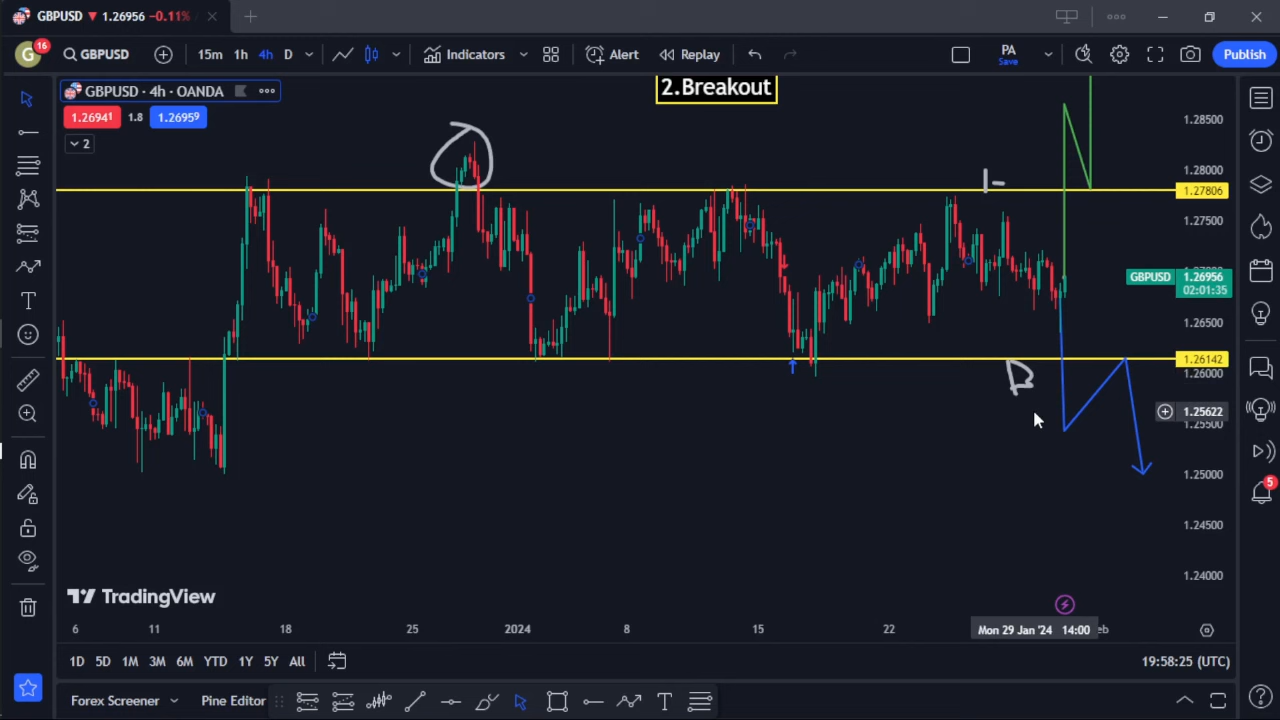 GBPUSD ▼ 1.26956 −0.11%
G 16 GBPUSD 15m 1h 4h D Indicators Alert Replay PA Save Publish
GBPUSD · 4h · OANDA
1.26941 1.8 1.26959
2
2.Breakout
1.28500
1.28000
1.27806
1.27500
GBPUSD 1.26956
02:01:35
1.26500
1.26142
1.26000
1.25622
1.25500
1.25000
1.24500
1.24000
5
TradingView
6 11 18 25 2024 8 15 22 Mon 29 Jan '24 14:00 eb
1D 5D 1M 3M 6M YTD 1Y 5Y All 19:58:25 (UTC)
Forex Screener Pine Editor